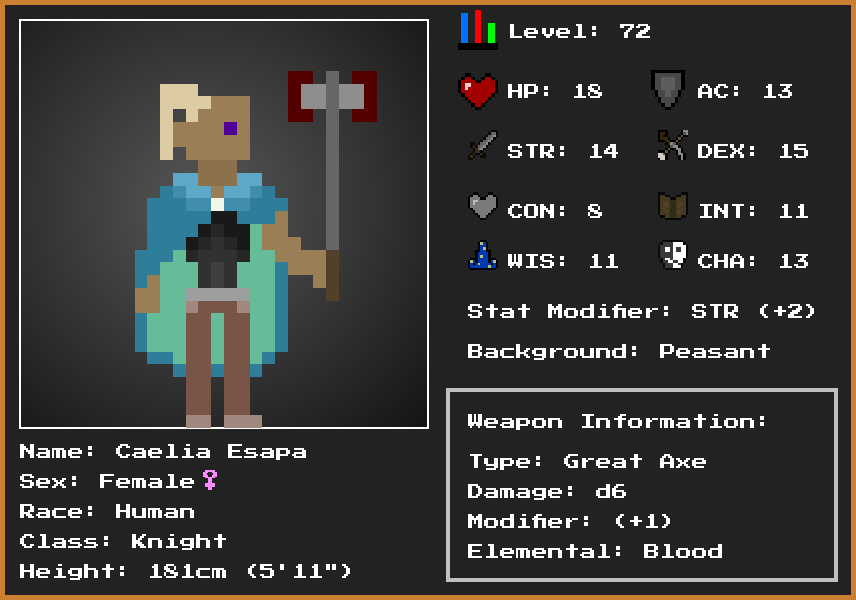 Level: 72
HP: 18
AC: 13
STR: 14
DEX: 15
CON: 8
INT: 11
WIS: 11
CHA: 13
Stat Modifier: STR (+2)
Background: Peasant
Name: Caelia Esapa
Sex: Female♀
Race: Human
Class: Knight
Height: 181cm (5'11")
Weapon Information:
Type: Great Axe
Damage: d6
Modifier: (+1)
Elemental: Blood